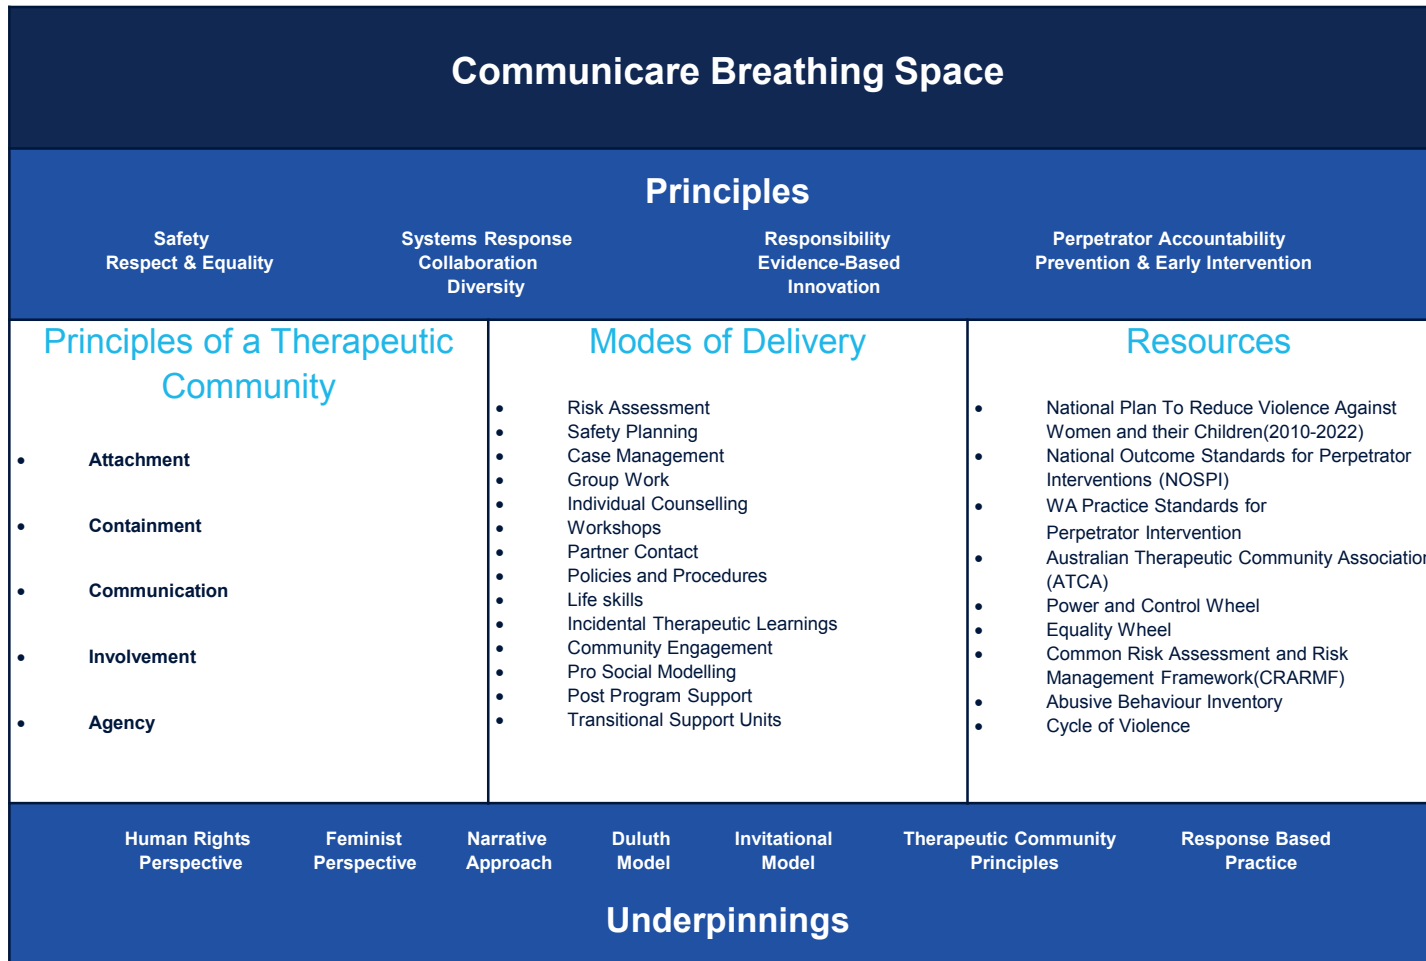 Communicare Breathing Space
Principles
Safety
Respect & Equality
Systems Response
Collaboration
Diversity
Responsibility
Evidence-Based
Innovation
Perpetrator Accountability
Prevention & Early Intervention
Principles of a Therapeutic
Community
• Attachment
• Containment
• Communication
• Involvement
• Agency
Modes of Delivery
• Risk Assessment
• Safety Planning
• Case Management
• Group Work
• Individual Counselling
• Workshops
• Partner Contact
• Policies and Procedures
• Life skills
• Incidental Therapeutic Learnings
• Community Engagement
• Pro Social Modelling
• Post Program Support
• Transitional Support Units
Resources
• National Plan To Reduce Violence Against
Women and their Children(2010-2022)
• National Outcome Standards for Perpetrator
Interventions (NOSPI)
• WA Practice Standards for
Perpetrator Intervention
• Australian Therapeutic Community Association
(ATCA)
• Power and Control Wheel
• Equality Wheel
• Common Risk Assessment and Risk
Management Framework(CRARMF)
• Abusive Behaviour Inventory
• Cycle of Violence
Human Rights
Perspective
Feminist
Perspective
Narrative
Approach
Duluth
Model
Invitational
Model
Therapeutic Community
Principles
Response Based
Practice
Underpinnings